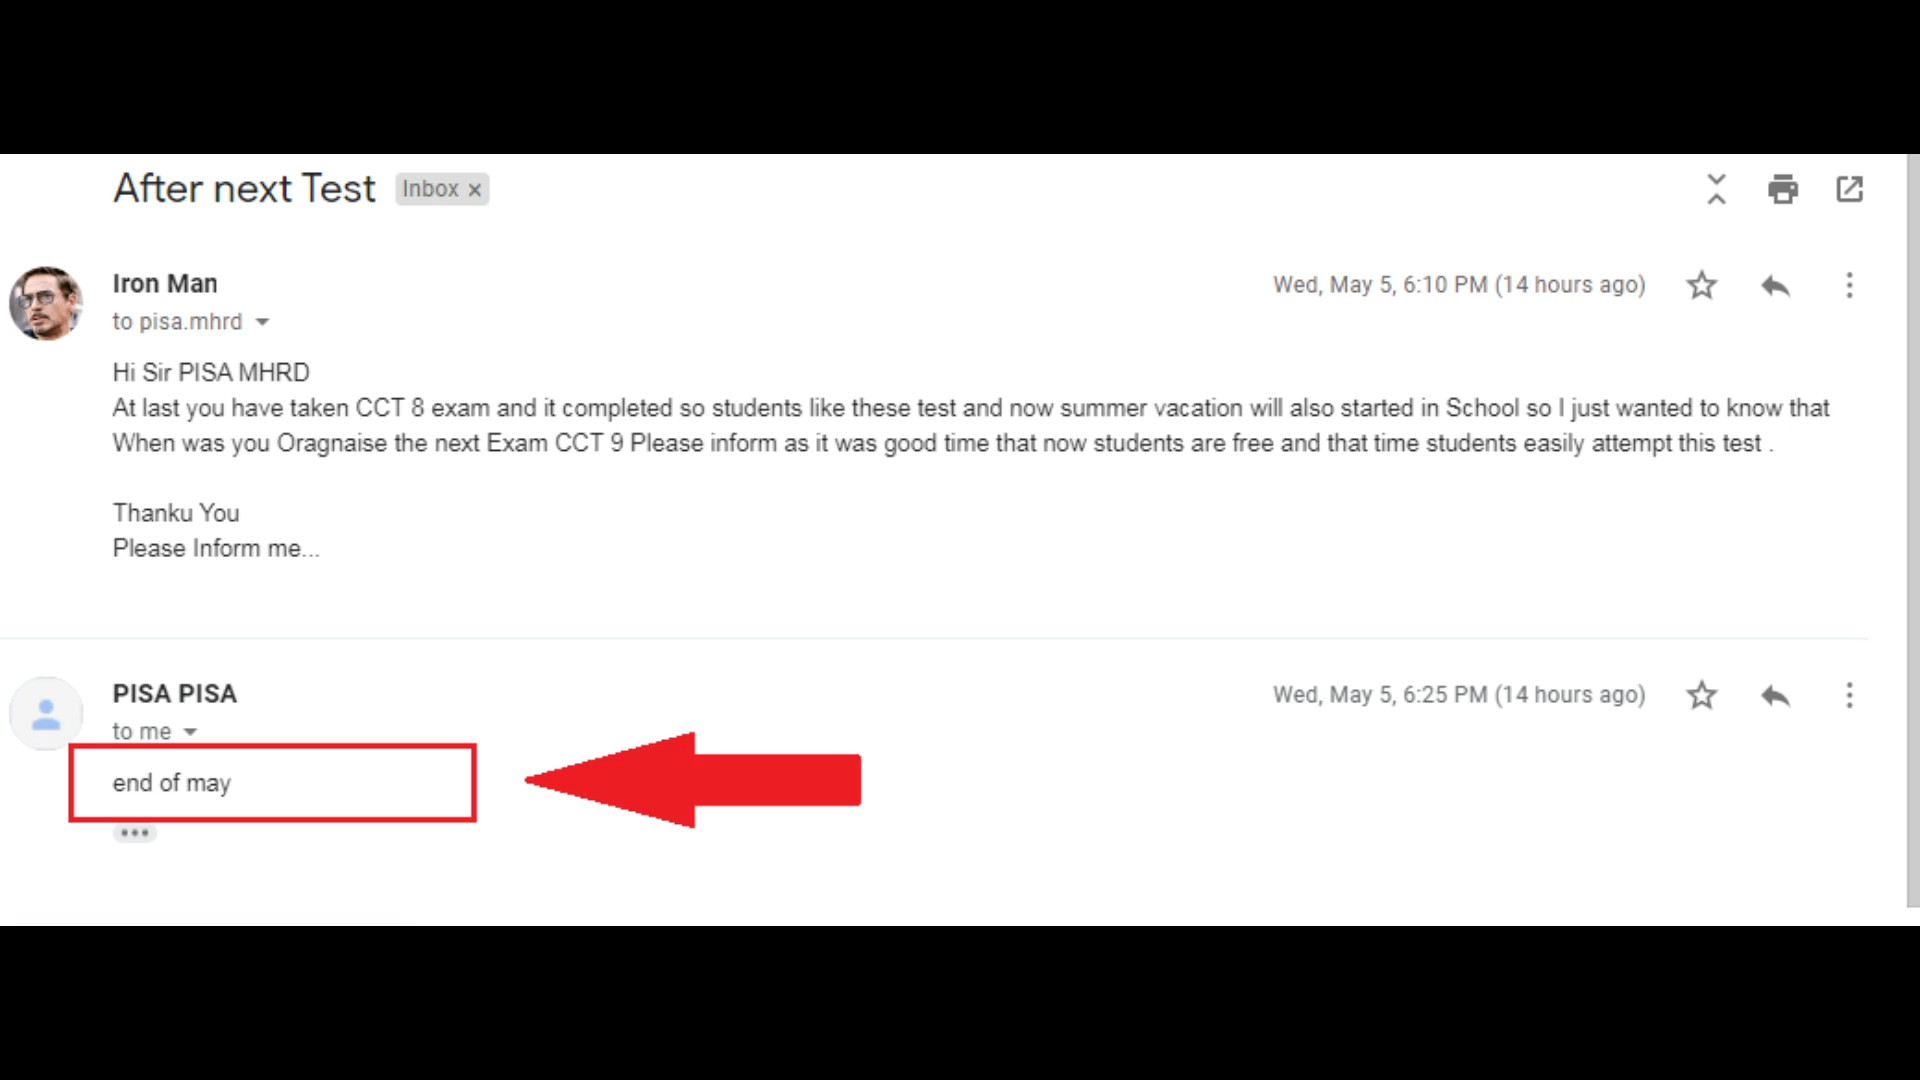 After next Test Inbox ×
Iron Man Wed, May 5, 6:10 PM (14 hours ago)
to pisa.mhrd
Hi Sir PISA MHRD
At last you have taken CCT 8 exam and it completed so students like these test and now summer vacation will also started in School so I just wanted to know that
When was you Oragnaise the next Exam CCT 9 Please inform as it was good time that now students are free and that time students easily attempt this test .
Thanku You
Please Inform me...
PISA PISA Wed, May 5, 6:25 PM (14 hours ago)
to me
end of may